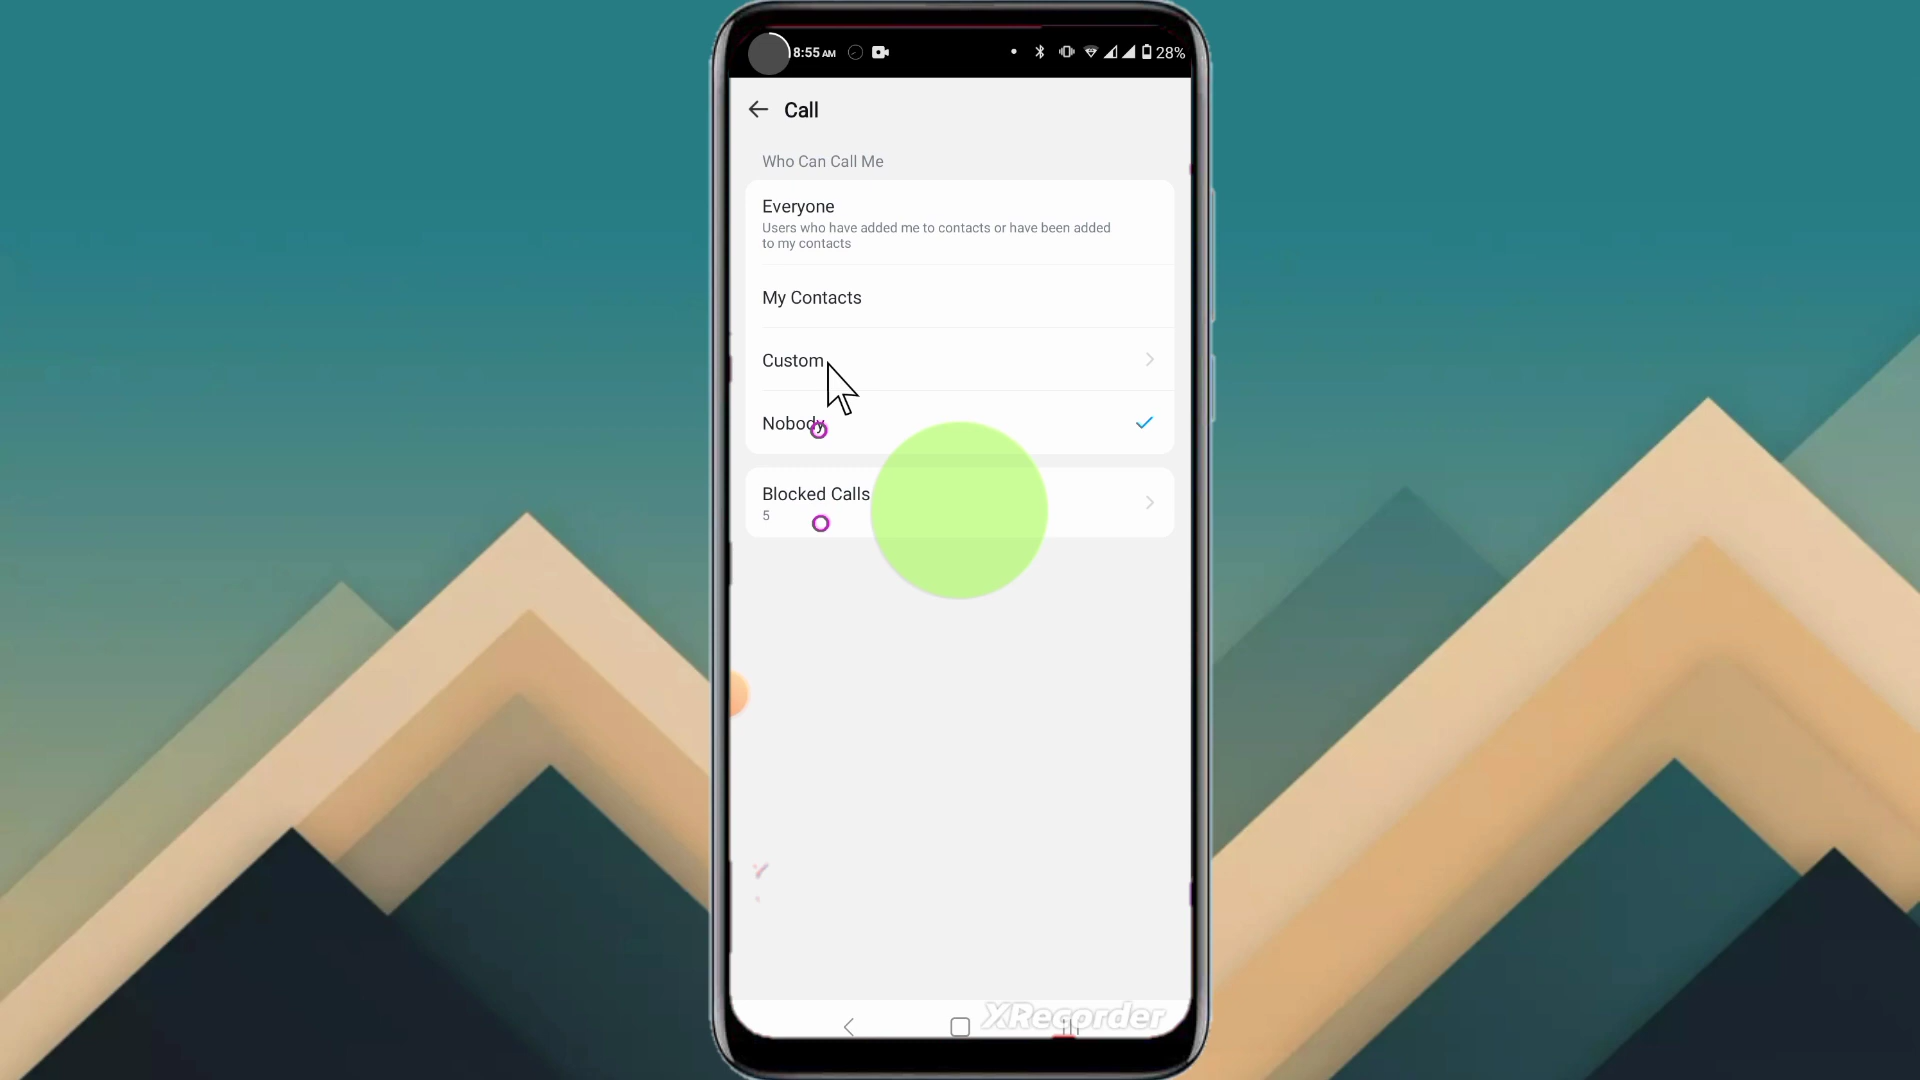 8:55 AM
28%
Call
Who Can Call Me
Everyone
Users who have added me to contacts or have been added
to my contacts
My Contacts
Custom
Nobody
Blocked Calls
5
XRecorder